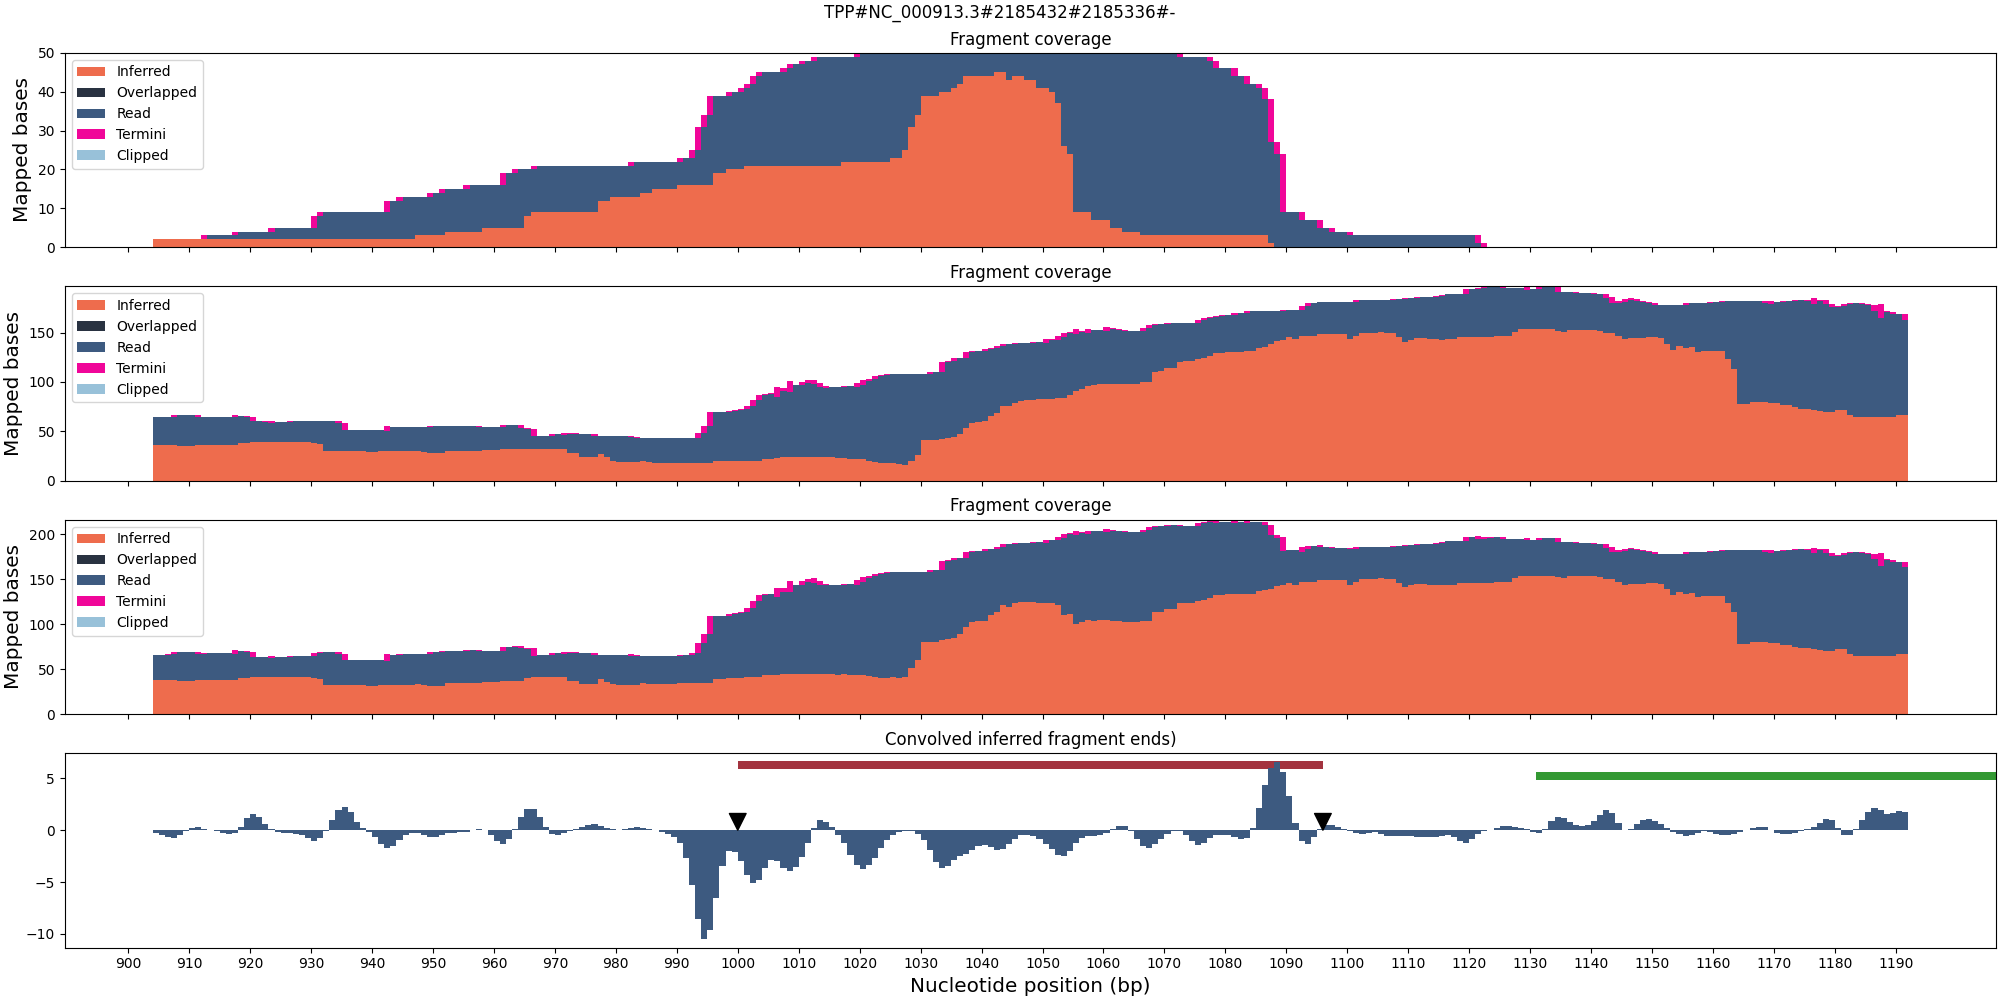 TPP#NC_000913.3#2185432#2185336#-
Fragment coverage
Mapped bases
50
40
30
20
10
0
Inferred
Overlapped
Read
Termini
Clipped
Fragment coverage
Mapped bases
150
100
50
0
Inferred
Overlapped
Read
Termini
Clipped
Fragment coverage
Mapped bases
200
150
100
50
0
Inferred
Overlapped
Read
Termini
Clipped
Convolved inferred fragment ends)
5
0
−5
−10
900 910 920 930 940 950 960 970 980 990 1000 1010 1020 1030 1040 1050 1060 1070 1080 1090 1100 1110 1120 1130 1140 1150 1160 1170 1180 1190
Nucleotide position (bp)